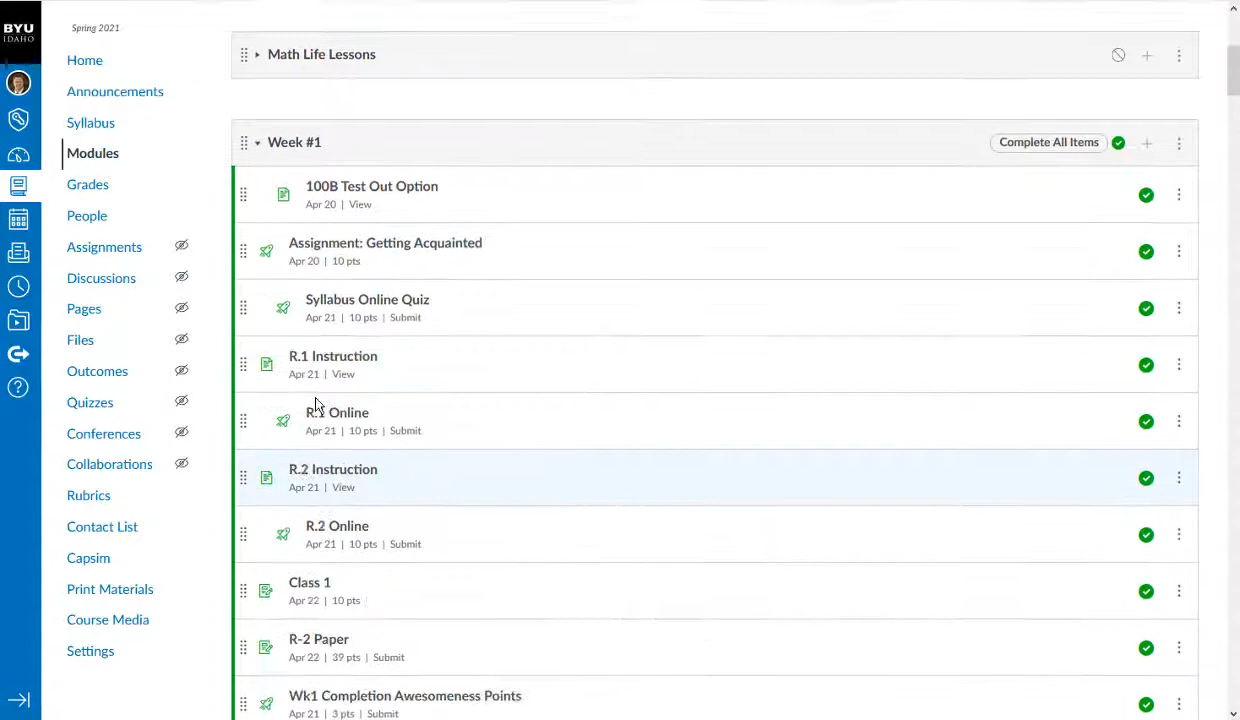 BYU
IDAHO
Spring 2021
Home
Announcements
Syllabus
Modules
Grades
People
Assignments
Discussions
Pages
Files
Outcomes
Quizzes
Conferences
Collaborations
Rubrics
Contact List
Capsim
Print Materials
Course Media
Settings
Math Life Lessons
Week #1
Complete All Items
100B Test Out Option
Apr 20 | View
Assignment: Getting Acquainted
Apr 20 | 10 pts
Syllabus Online Quiz
Apr 21 | 10 pts | Submit
R.1 Instruction
Apr 21 | View
R.1 Online
Apr 21 | 10 pts | Submit
R.2 Instruction
Apr 21 | View
R.2 Online
Apr 21 | 10 pts | Submit
Class 1
Apr 22 | 10 pts
R-2 Paper
Apr 22 | 39 pts | Submit
Wk1 Completion Awesomeness Points
Apr 21 | 3 pts | Submit